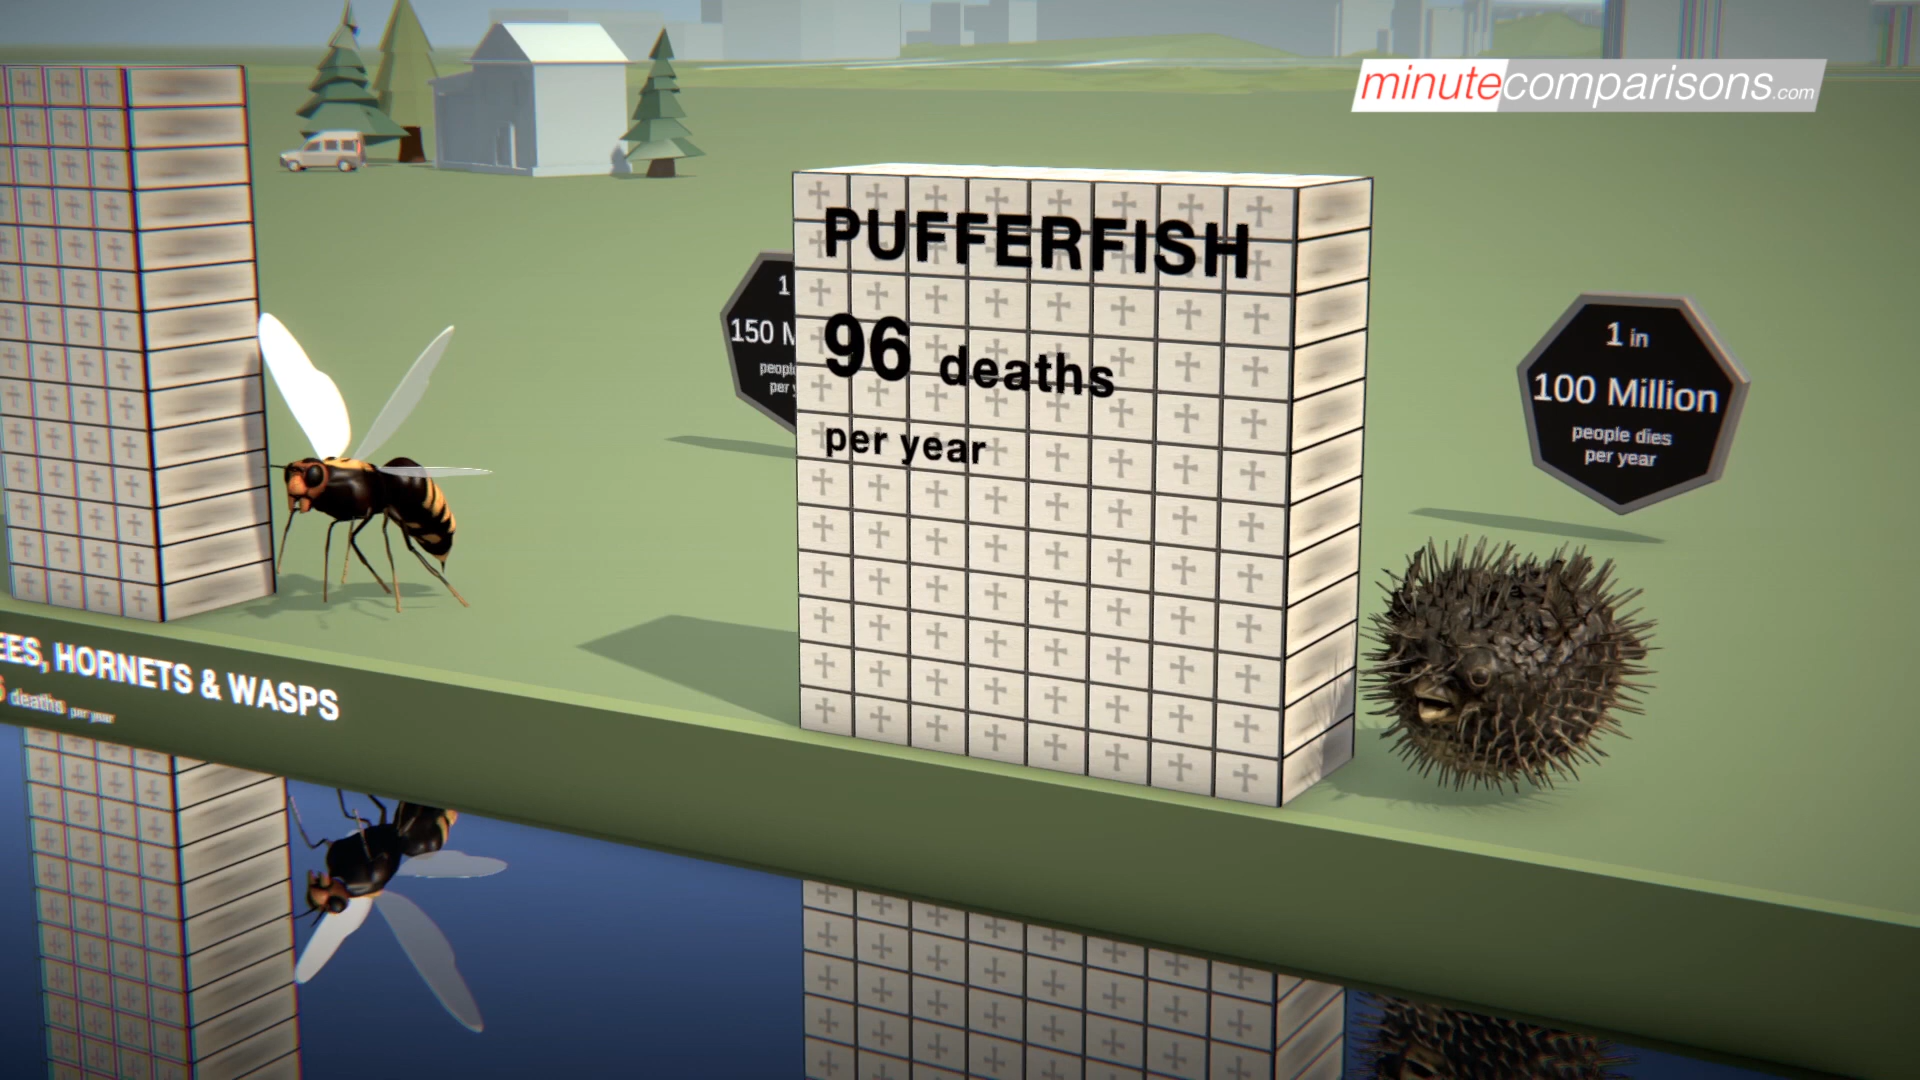 minutecomparisons.com
PUFFERFISH
96 deaths
per year
1
150
per
1 in
100 Million
people dies
per year
HORNETS & WASPS
deaths per year